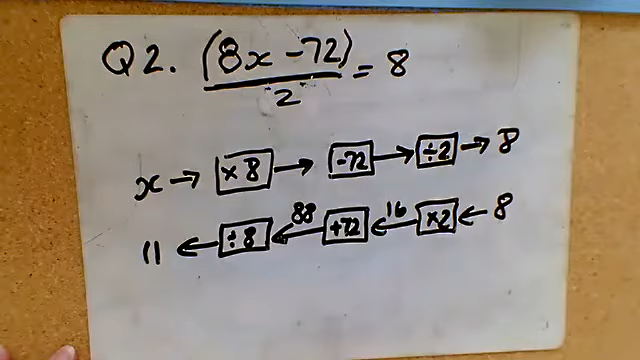 Q2. (8x-72)/2 = 8
x → ×8 → -72 → ÷2 → 8
11 ← ÷8 ← 88 +72 ← 16 ×2 ← 8